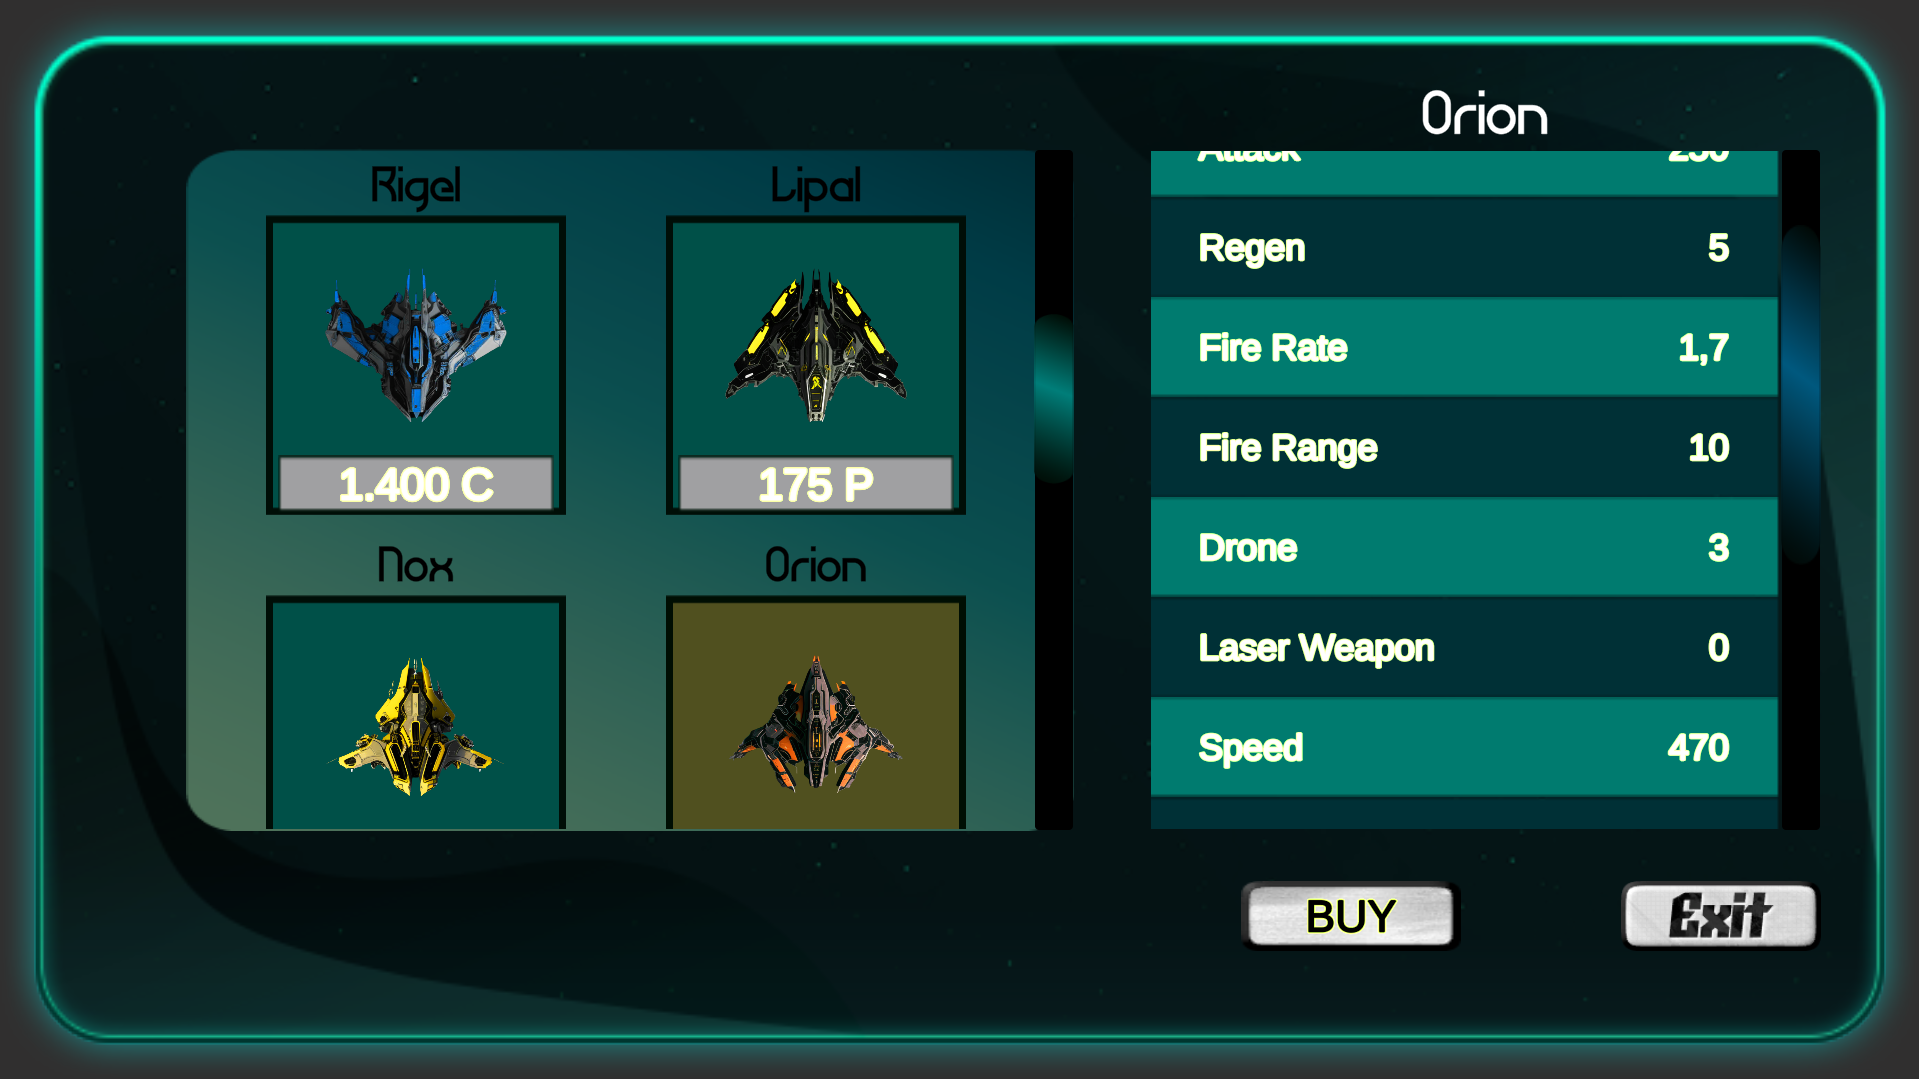 Orion
Rigel
Lipal
1.400 C
175 P
Nox
Orion
Attack 250
Regen 5
Fire Rate 1,7
Fire Range 10
Drone 3
Laser Weapon 0
Speed 470
BUY
Exit